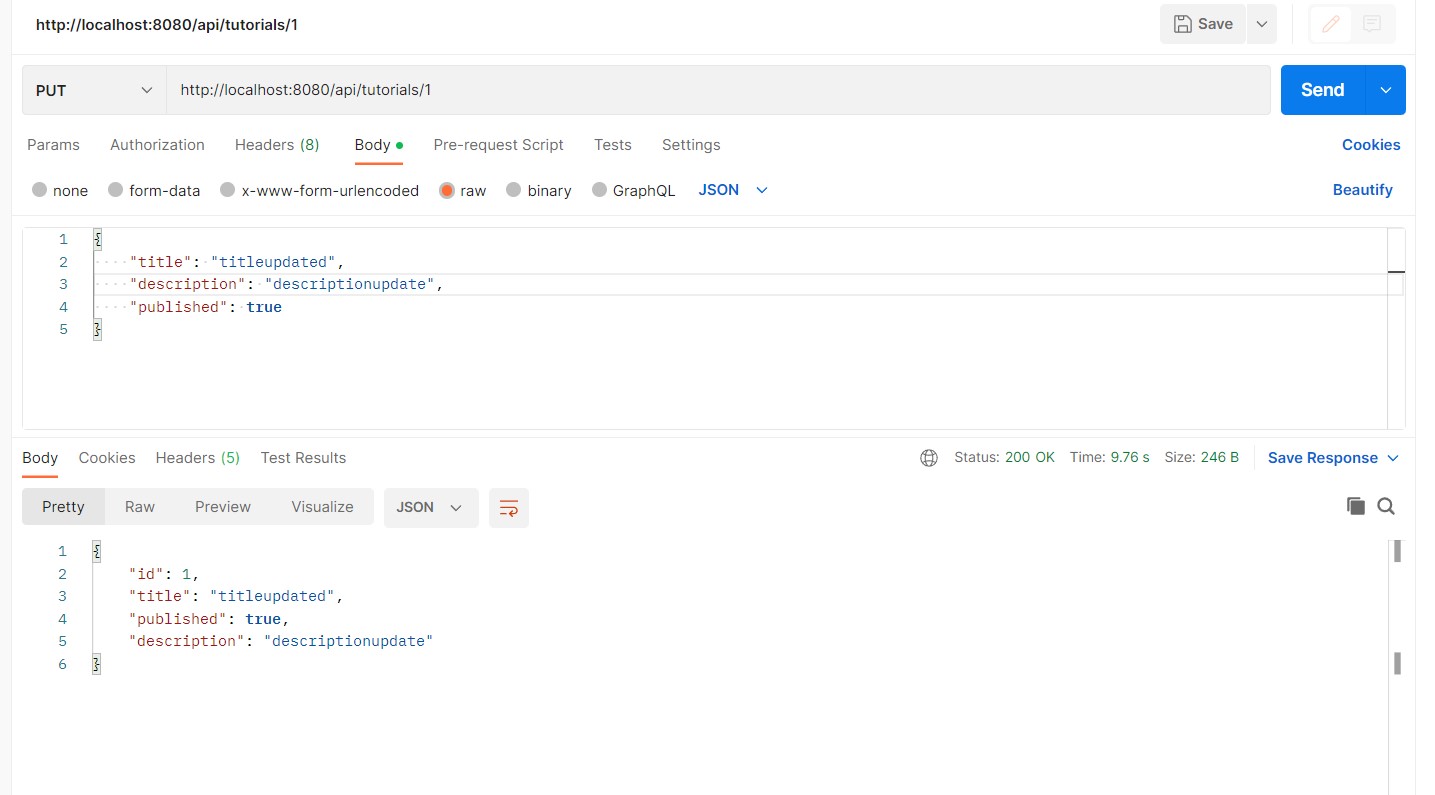 http://localhost:8080/api/tutorials/1 Save
PUT http://localhost:8080/api/tutorials/1 Send
Params Authorization Headers (8) Body Pre-request Script Tests Settings Cookies
none form-data x-www-form-urlencoded raw binary GraphQL JSON Beautify
1 {
2 "title": "titleupdated",
3 "description": "descriptionupdate",
4 "published": true
5 }
Body Cookies Headers (5) Test Results Status: 200 OK Time: 9.76 s Size: 246 B Save Response
Pretty Raw Preview Visualize JSON
1 {
2 "id": 1,
3 "title": "titleupdated",
4 "published": true,
5 "description": "descriptionupdate"
6 }